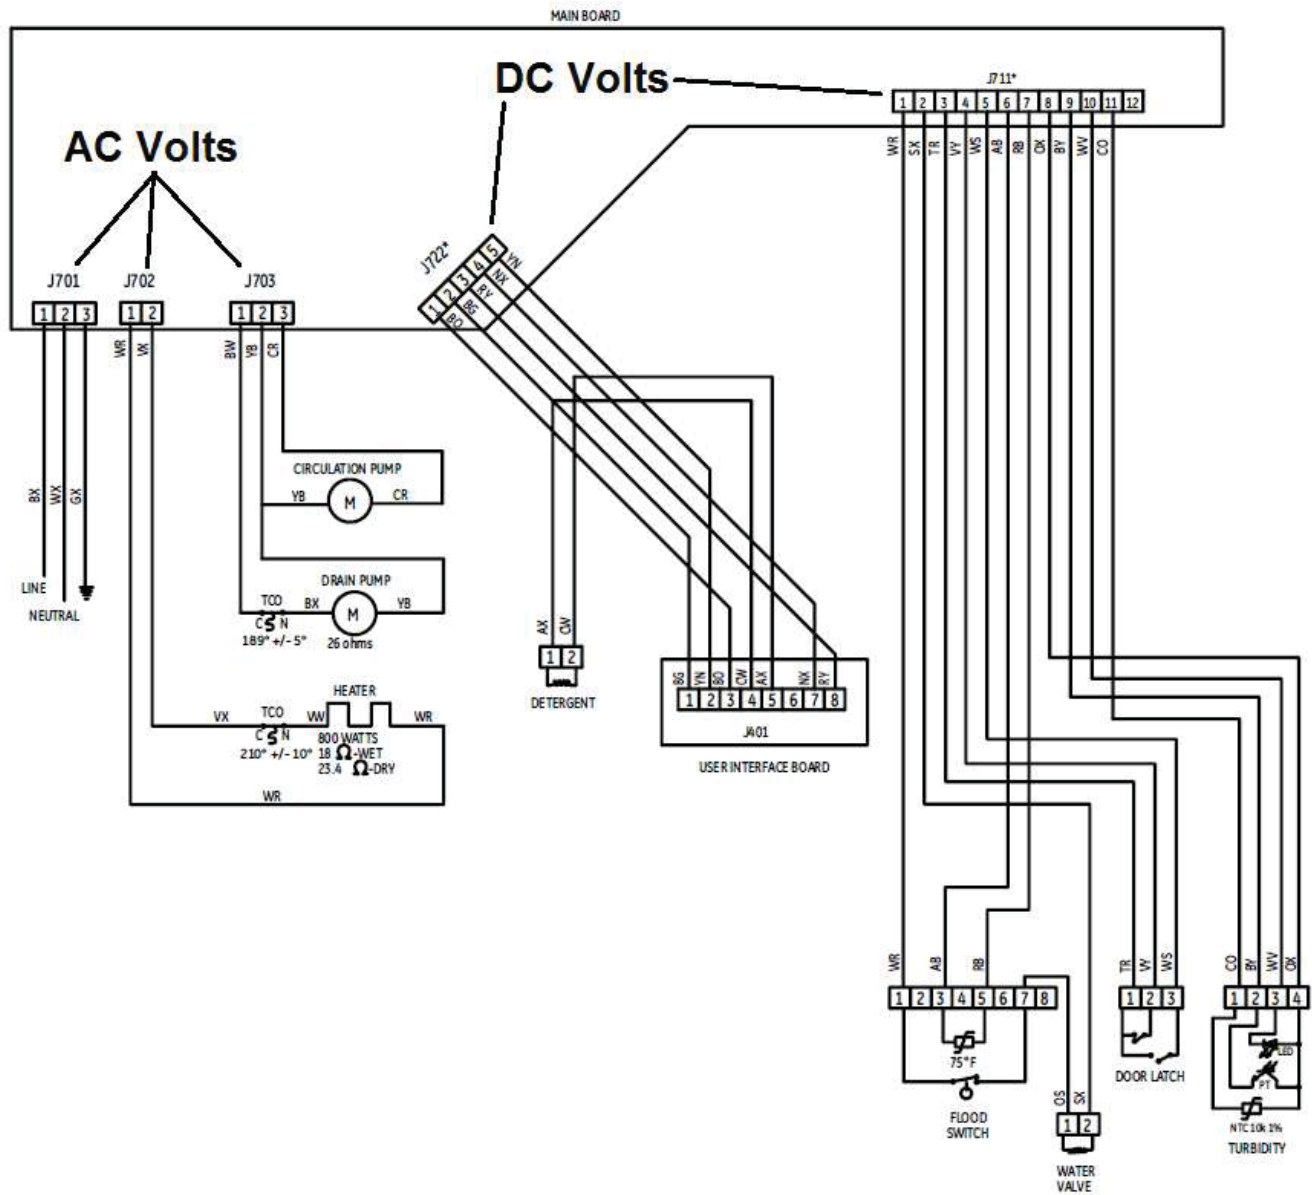 MAIN BOARD
DC Volts
J711*
1 2 3 4 5 6 7 8 9 10 11 12
WR SX TR VY WS AB RB OX BY WV CO
AC Volts
J722*
1 2 3 4 5
BO BG RY NX YN
J701 J702 J703
1 2 3 1 2 1 2 3
WR VX BW YB CR
BX WX GX
LINE
NEUTRAL
CIRCULATION PUMP
YB M CR
DRAIN PUMP
TCO BX M YB
C N
189° +/- 5° 26 ohms
HEATER
VX TCO VW WR
C N
210° +/- 10°
800 WATTS
18 Ω-WET
23.4 Ω-DRY
WR
AX CW
1 2
DETERGENT
BG YN BO CW AX NX RY
1 2 3 4 5 6 7 8
J401
USER INTERFACE BOARD
WR AB RB
1 2 3 4 5 6 7 8
75°F
FLOOD
SWITCH
OS SX
1 2
WATER
VALVE
TR VY WS
1 2 3
DOOR LATCH
CO BY WV OX
1 2 3 4
LED
PT
NTC 10k 1%
TURBIDITY